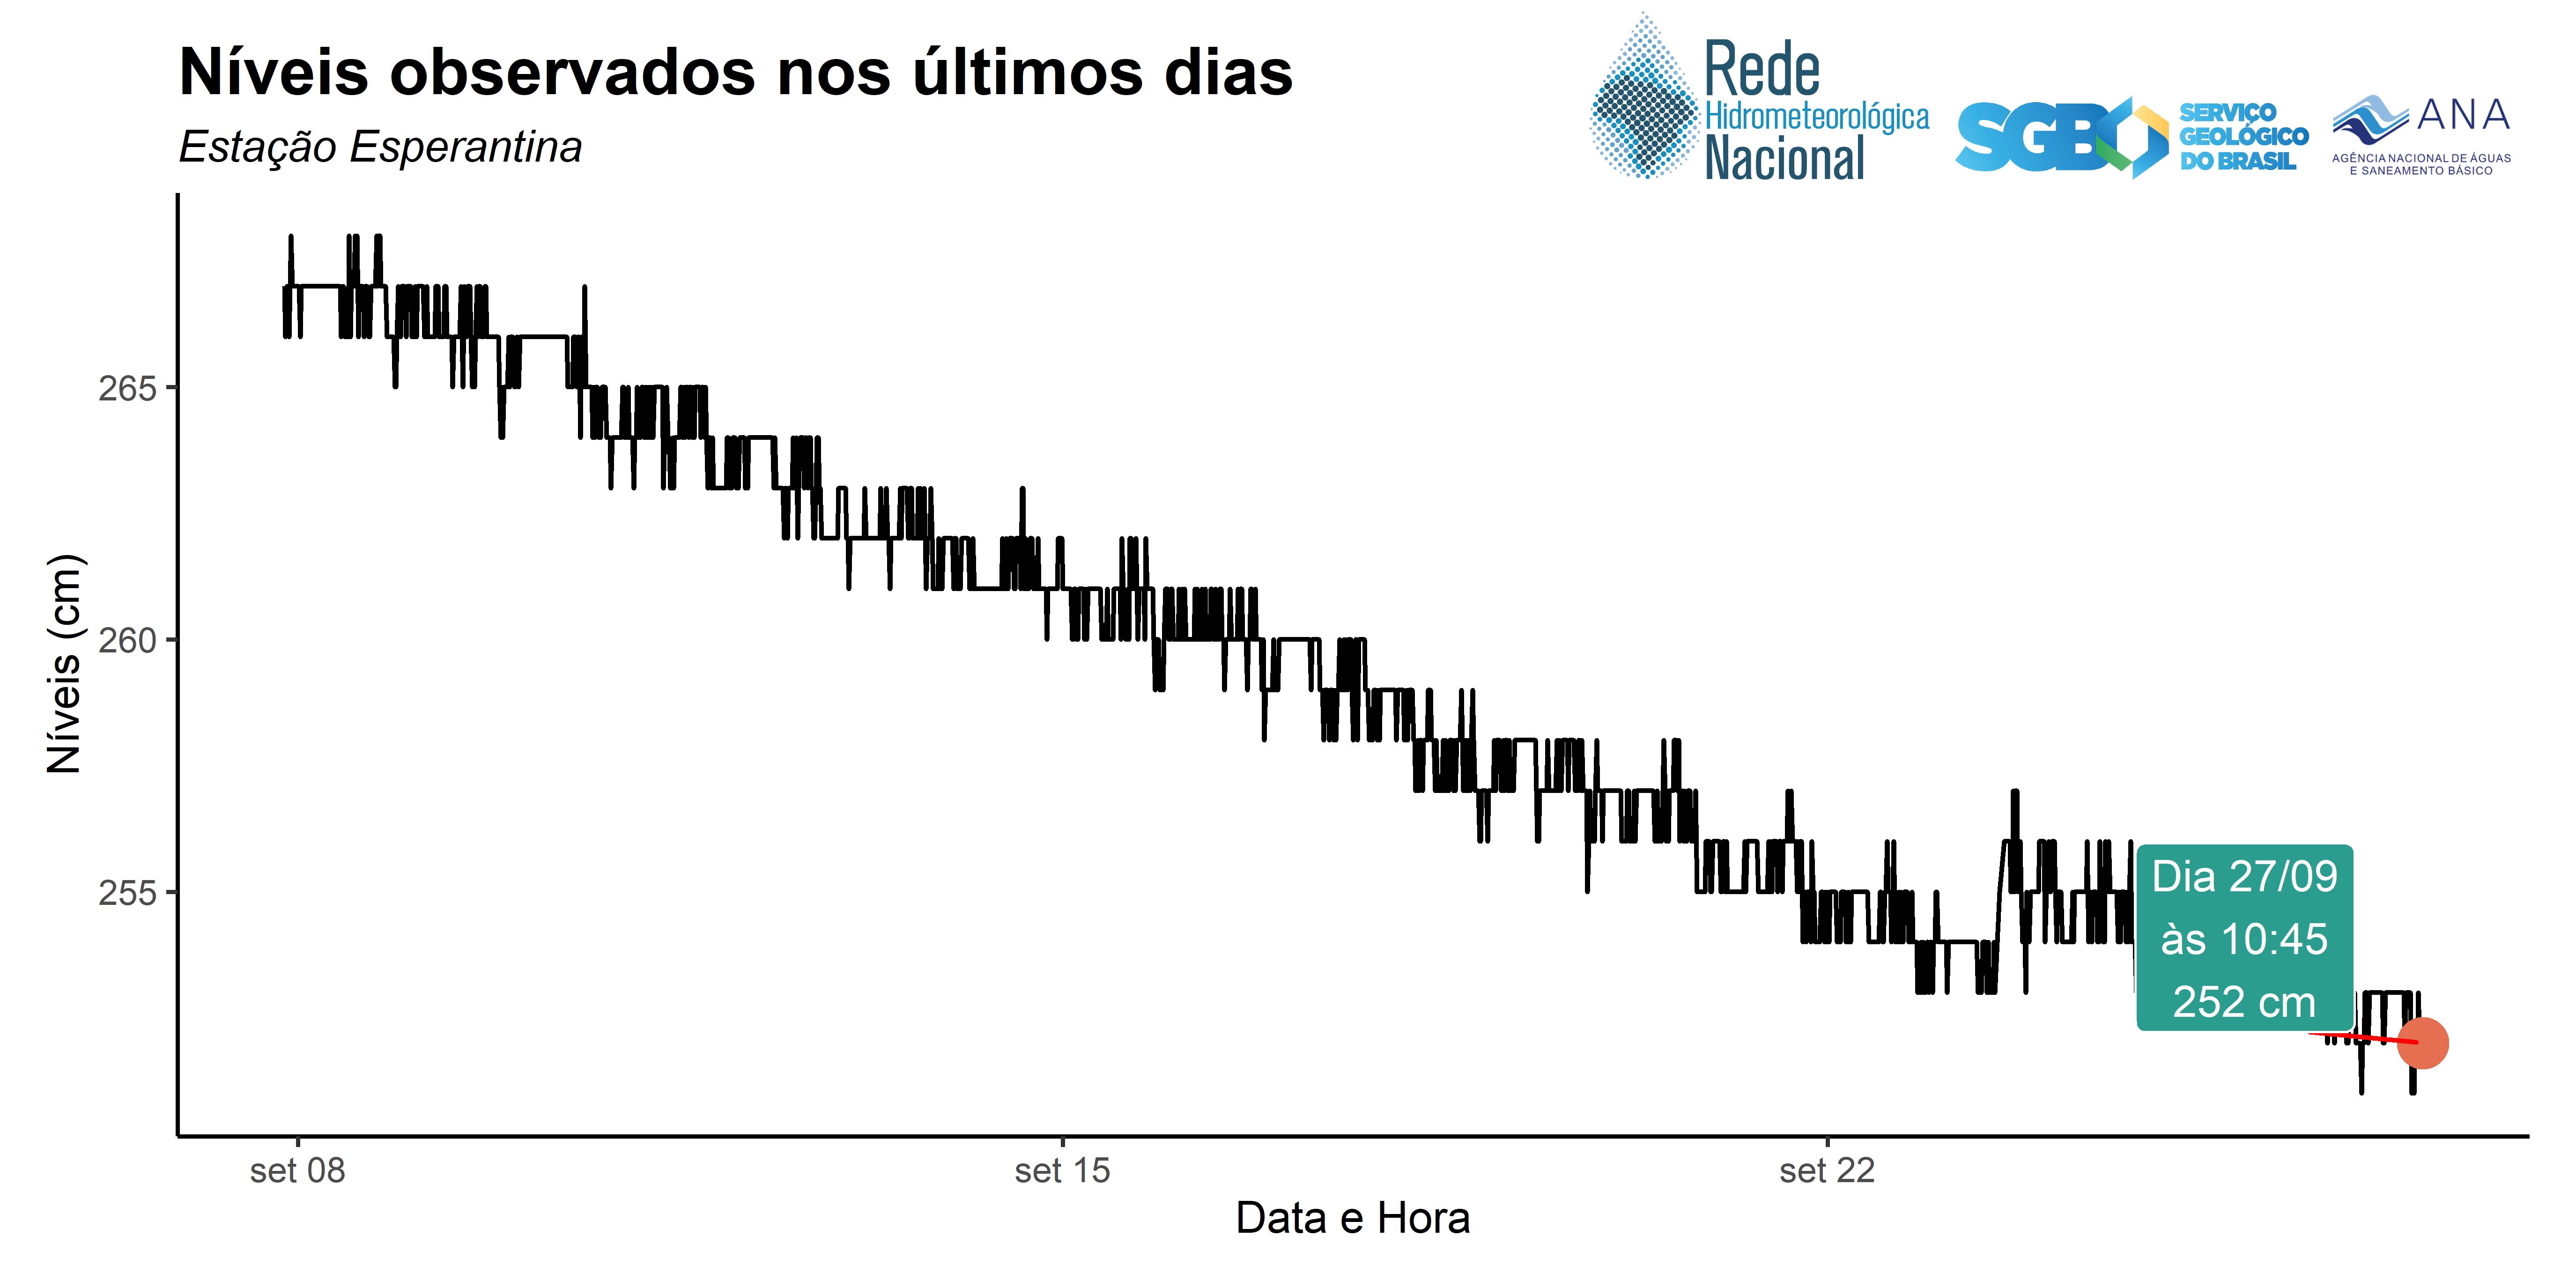 Níveis observados nos últimos dias
Estação Esperantina
Rede
Hidrometeorológica
Nacional
SGB
SERVIÇO
GEOLÓGICO
DO BRASIL
ANA
AGÊNCIA NACIONAL DE ÁGUAS
E SANEAMENTO BÁSICO
Níveis (cm)
265
260
255
Dia 27/09
às 10:45
252 cm
set 08
set 15
set 22
Data e Hora